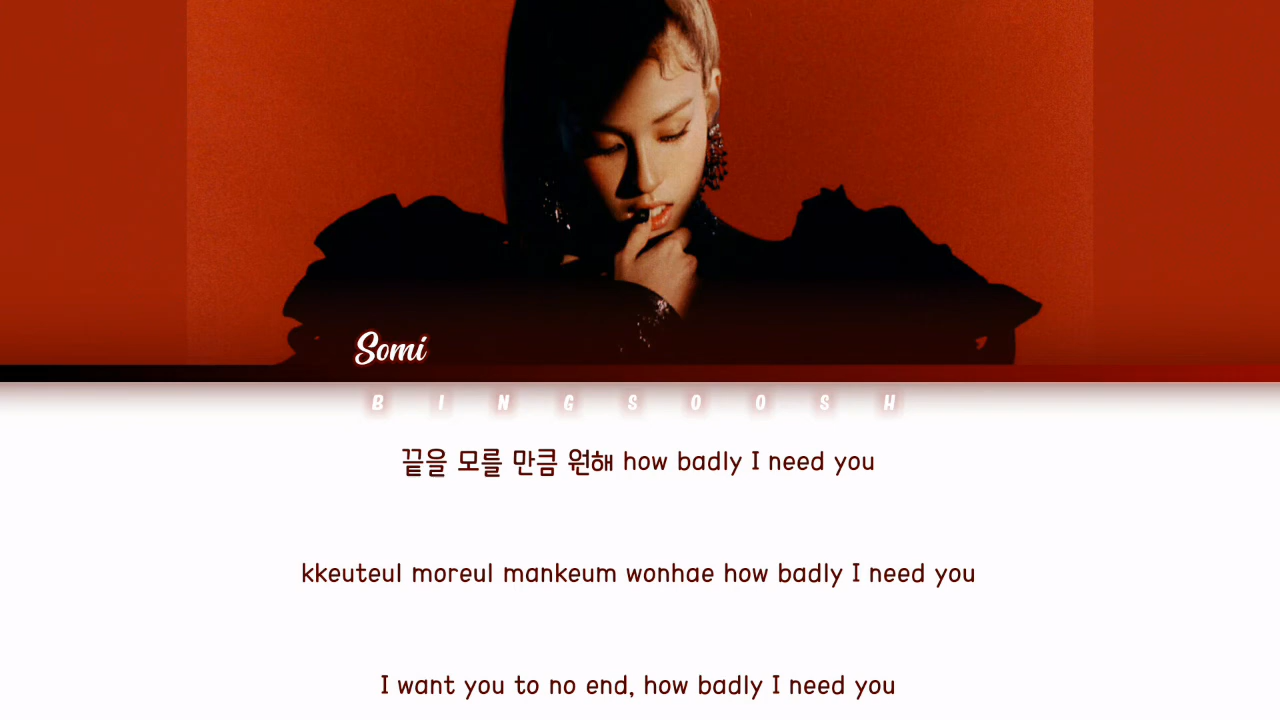 Somi
BINGSOOSH
끝을 모를 만큼 원해 how badly I need you
kkeuteul moreul mankeum wonhae how badly I need you
I want you to no end, how badly I need you